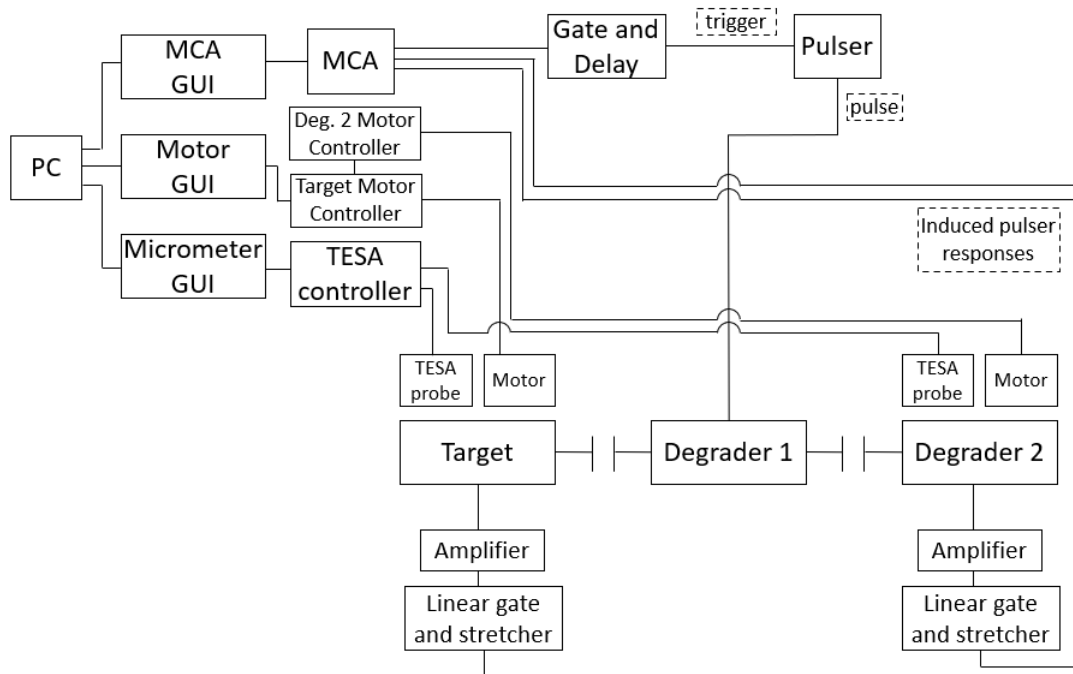 trigger
Gate and
Delay
Pulser
MCA
GUI
MCA
pulse
Deg. 2 Motor
Controller
PC
Motor
GUI
Target Motor
Controller
Induced pulser
responses
Micrometer
GUI
TESA
controller
TESA
probe
Motor
TESA
probe
Motor
Target
Degrader 1
Degrader 2
Amplifier
Amplifier
Linear gate
and stretcher
Linear gate
and stretcher